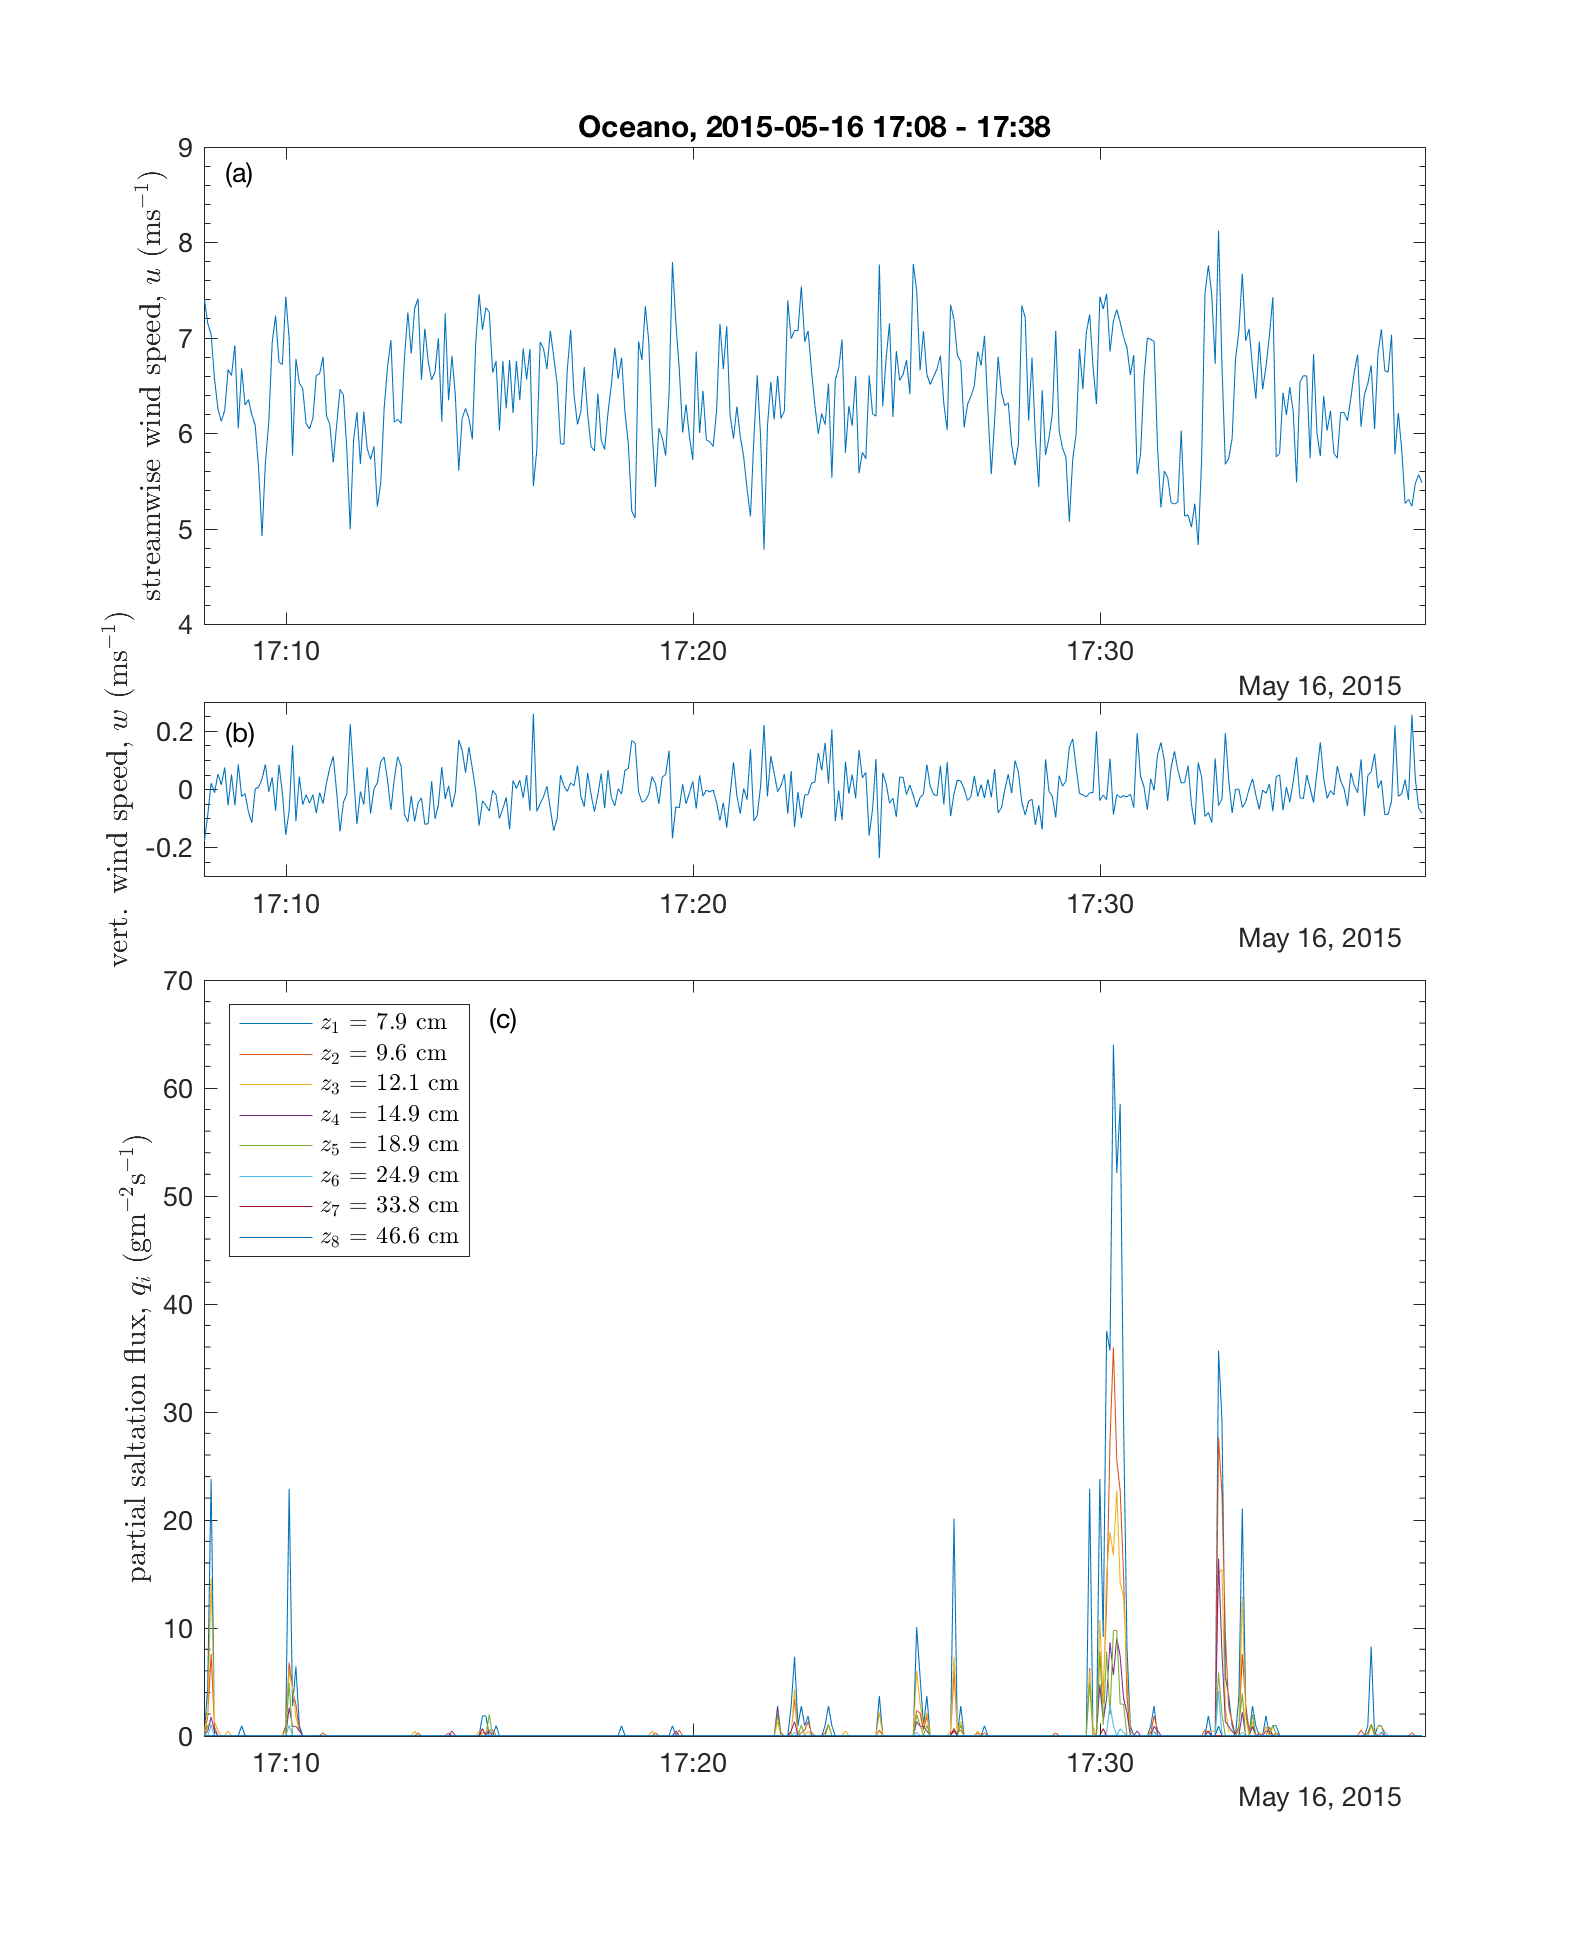 Oceano, 2015-05-16 17:08 - 17:38
(a)
streamwise wind speed, u (ms⁻¹)
9
8
7
6
5
4
17:10 17:20 17:30
May 16, 2015
(b)
vert. wind speed, w (ms⁻¹)
0.2
0
-0.2
17:10 17:20 17:30
May 16, 2015
(c)
partial saltation flux, qᵢ (gm⁻²s⁻¹)
70
60
50
40
30
20
10
0
z₁ = 7.9 cm
z₂ = 9.6 cm
z₃ = 12.1 cm
z₄ = 14.9 cm
z₅ = 18.9 cm
z₆ = 24.9 cm
z₇ = 33.8 cm
z₈ = 46.6 cm
17:10 17:20 17:30
May 16, 2015